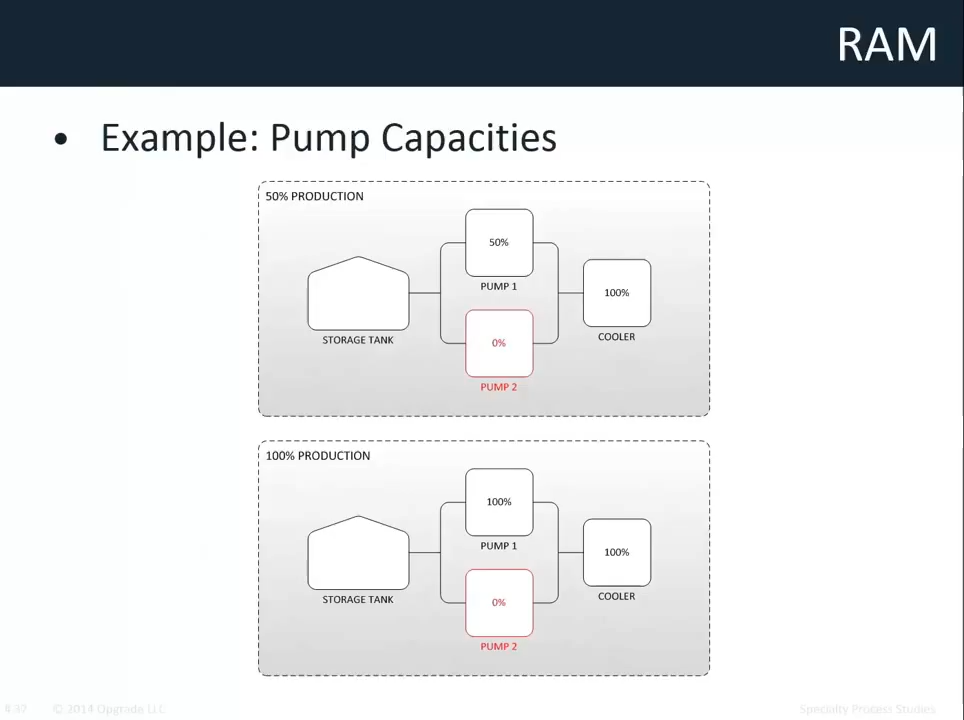 RAM
• Example: Pump Capacities
50% PRODUCTION
50%
PUMP 1
100%
STORAGE TANK
COOLER
0%
PUMP 2
100% PRODUCTION
100%
PUMP 1
100%
STORAGE TANK
COOLER
0%
PUMP 2
# 37 © 2014 Upgrade LLC Specialty Process Studies